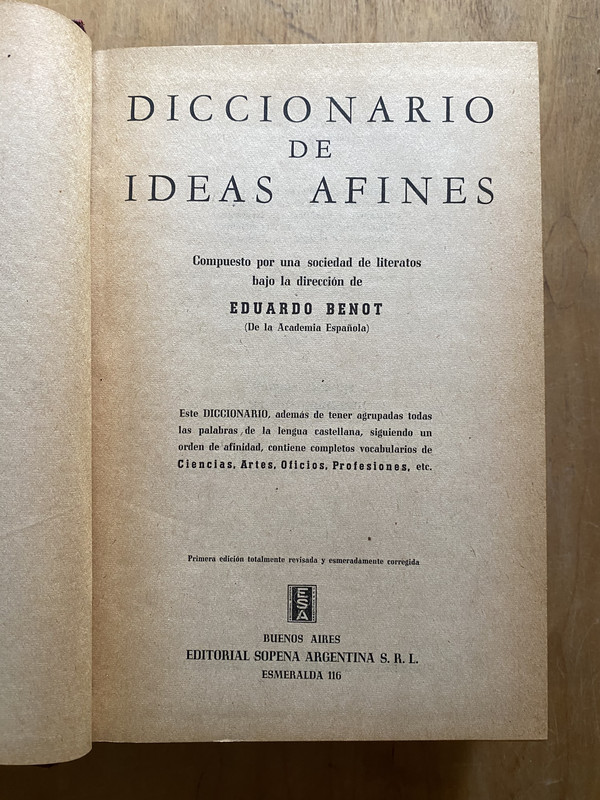 DICCIONARIO
DE
IDEAS AFINES
Compuesto por una sociedad de literatos
bajo la dirección de
EDUARDO BENOT
(De la Academia Española)
Este DICCIONARIO, además de tener agrupadas todas
las palabras de la lengua castellana, siguiendo un
orden de afinidad, contiene completos vocabularios de
Ciencias, Artes, Oficios, Profesiones, etc.
Primera edición totalmente revisada y esmeradamente corregida
ESA
BUENOS AIRES
EDITORIAL SOPENA ARGENTINA S. R. L.
ESMERALDA 116